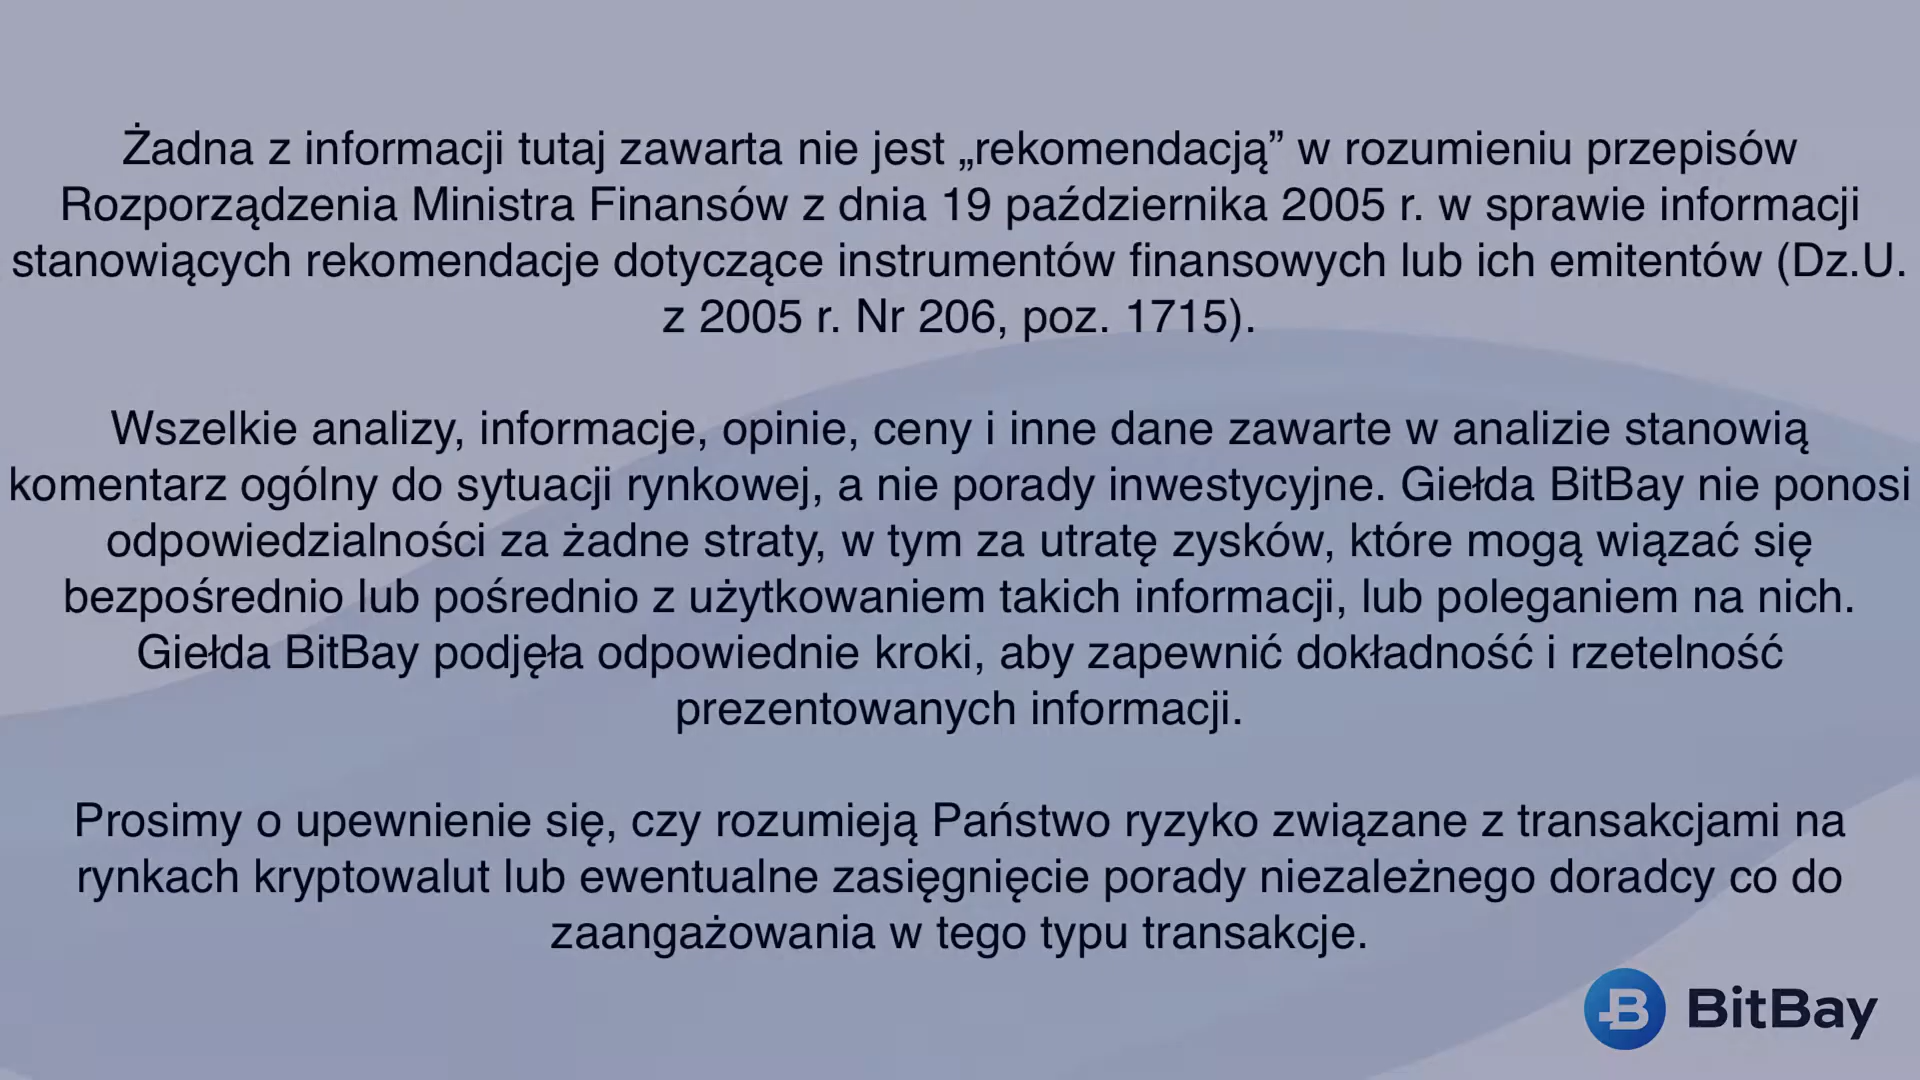 Żadna z informacji tutaj zawarta nie jest „rekomendacją” w rozumieniu przepisów
Rozporządzenia Ministra Finansów z dnia 19 października 2005 r. w sprawie informacji
stanowiących rekomendacje dotyczące instrumentów finansowych lub ich emitentów (Dz.U.
z 2005 r. Nr 206, poz. 1715).
Wszelkie analizy, informacje, opinie, ceny i inne dane zawarte w analizie stanowią
komentarz ogólny do sytuacji rynkowej, a nie porady inwestycyjne. Giełda BitBay nie ponosi
odpowiedzialności za żadne straty, w tym za utratę zysków, które mogą wiązać się
bezpośrednio lub pośrednio z użytkowaniem takich informacji, lub poleganiem na nich.
Giełda BitBay podjęła odpowiednie kroki, aby zapewnić dokładność i rzetelność
prezentowanych informacji.
Prosimy o upewnienie się, czy rozumieją Państwo ryzyko związane z transakcjami na
rynkach kryptowalut lub ewentualne zasięgnięcie porady niezależnego doradcy co do
zaangażowania w tego typu transakcje.
BitBay